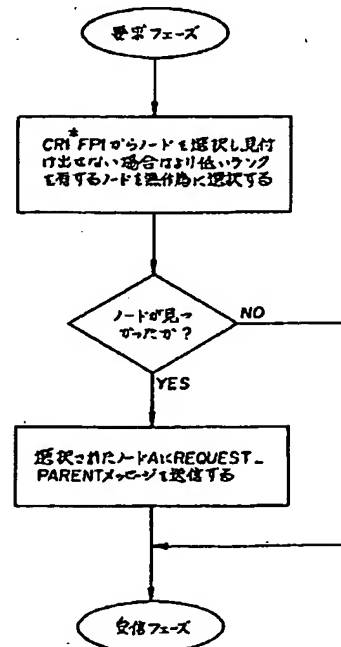 要求フェーズ
CRI*FPIからノードを選択し見付
け出せない場合はより低いランク
を有するノードを無作為に選択する
ノードが見つ
かったか?
NO
YES
選択されたノードAにREQUEST_
PARENTメッセージを送信する
受信フェーズ